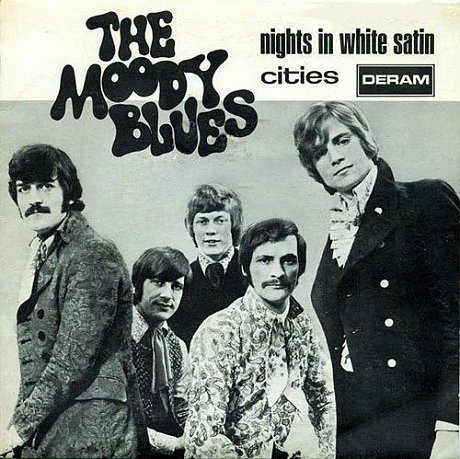 THE
MOODY
BLUES
nights in white satin
cities
DERAM